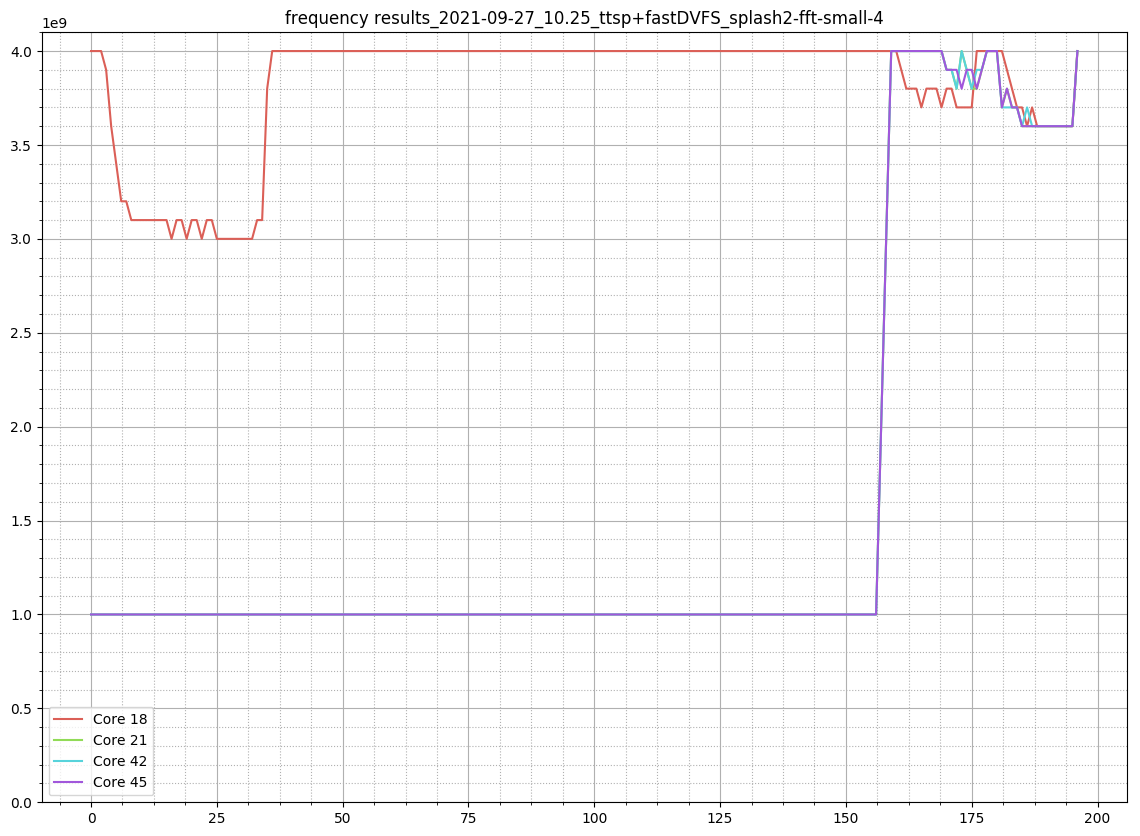 frequency results_2021-09-27_10.25_ttsp+fastDVFS_splash2-fft-small-4
1e9
4.0
3.5
3.0
2.5
2.0
1.5
1.0
0.5
0.0
Core 18
Core 21
Core 42
Core 45
0 25 50 75 100 125 150 175 200